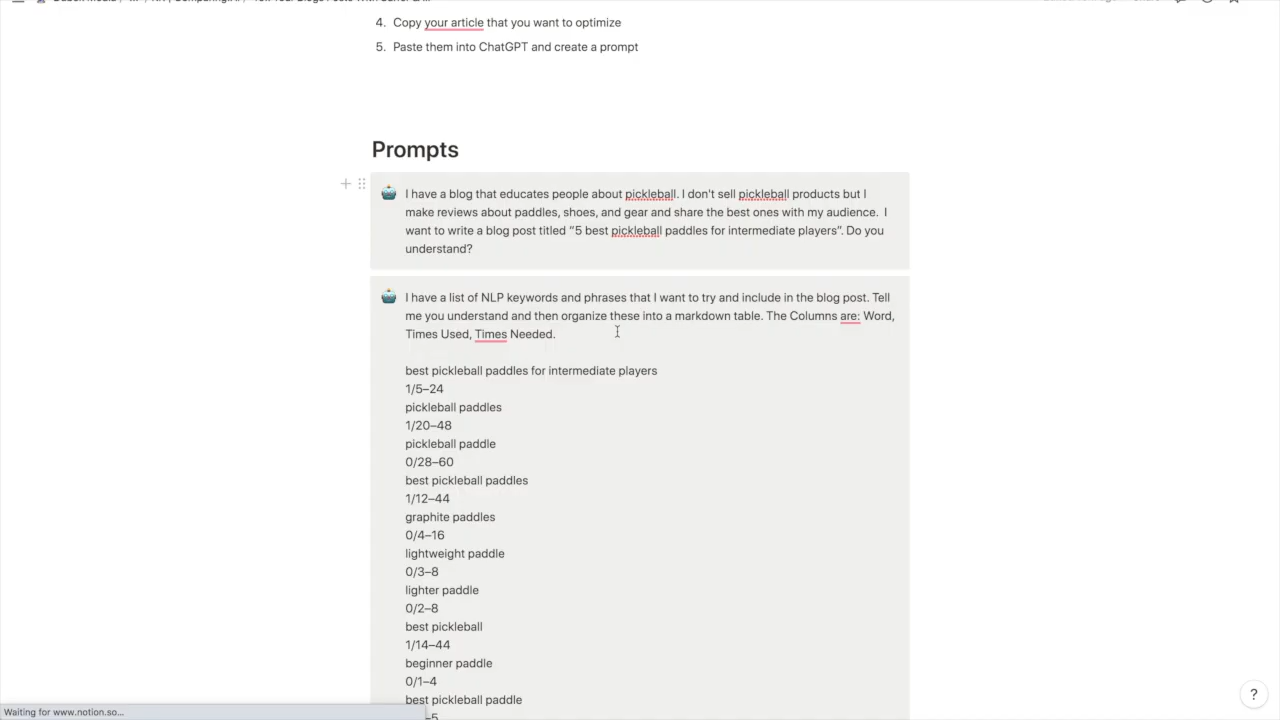 4. Copy your article that you want to optimize
5. Paste them into ChatGPT and create a prompt
Prompts
I have a blog that educates people about pickleball. I don't sell pickleball products but I
make reviews about paddles, shoes, and gear and share the best ones with my audience.  I
want to write a blog post titled “5 best pickleball paddles for intermediate players”. Do you
understand?
I have a list of NLP keywords and phrases that I want to try and include in the blog post. Tell
me you understand and then organize these into a markdown table. The Columns are: Word,
Times Used, Times Needed.
best pickleball paddles for intermediate players
1/5–24
pickleball paddles
1/20–48
pickleball paddle
0/28–60
best pickleball paddles
1/12–44
graphite paddles
0/4–16
lightweight paddle
0/3–8
lighter paddle
0/2–8
best pickleball
1/14–44
beginner paddle
0/1–4
best pickleball paddle
–5
Waiting for www.notion.so...
?